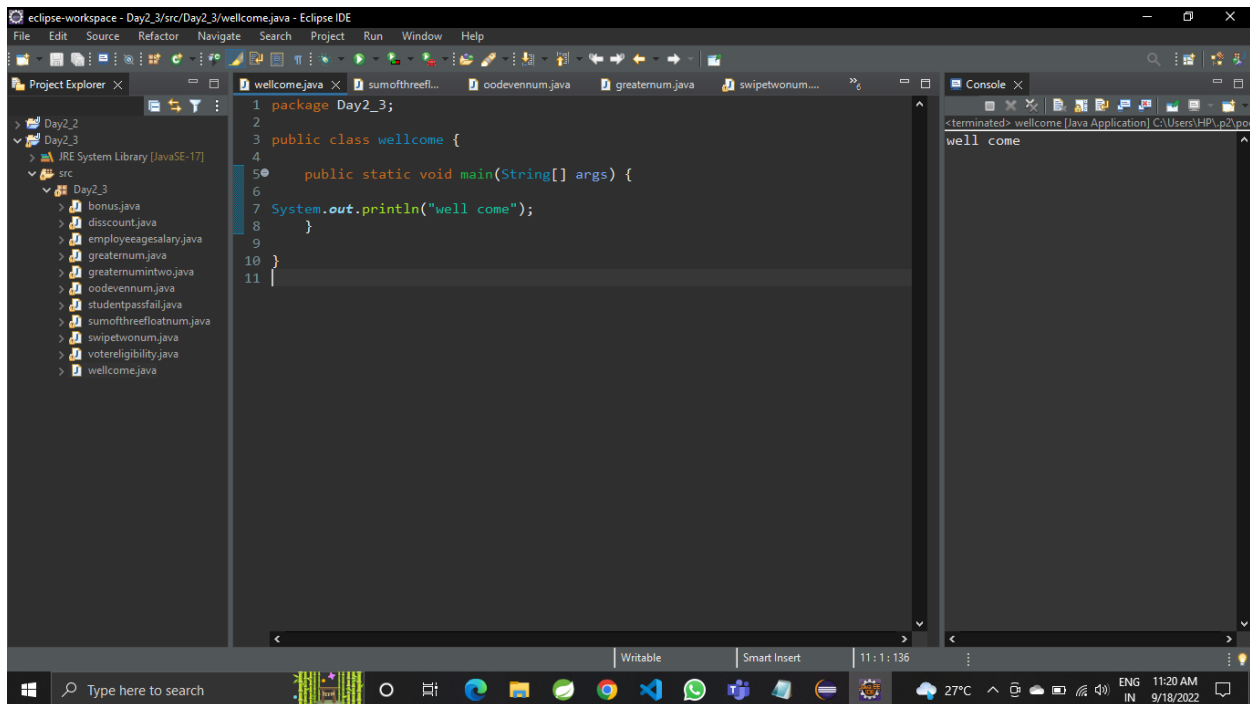 eclipse-workspace - Day2_3/src/Day2_3/wellcome.java - Eclipse IDE
File Edit Source Refactor Navigate Search Project Run Window Help
Project Explorer
Day2_2
Day2_3
JRE System Library [JavaSE-17]
src
Day2_3
bonus.java
disscount.java
employeeagesalary.java
greaternum.java
greaternumintwo.java
oodevennum.java
studentpassfail.java
sumofthreefloatnum.java
swipetwonum.java
votereligibility.java
wellcome.java
wellcome.java sumofthreefl... oodevennum.java greaternum.java swipetwonum.... »6
1 package Day2_3;
2
3 public class wellcome {
4
5 public static void main(String[] args) {
6
7 System.out.println("well come");
8 }
9
10 }
11
Console
<terminated> wellcome [Java Application] C:\Users\HP\.p2\po
well come
Writable Smart Insert 11 : 1 : 136
Type here to search
27°C ENG IN 11:20 AM 9/18/2022